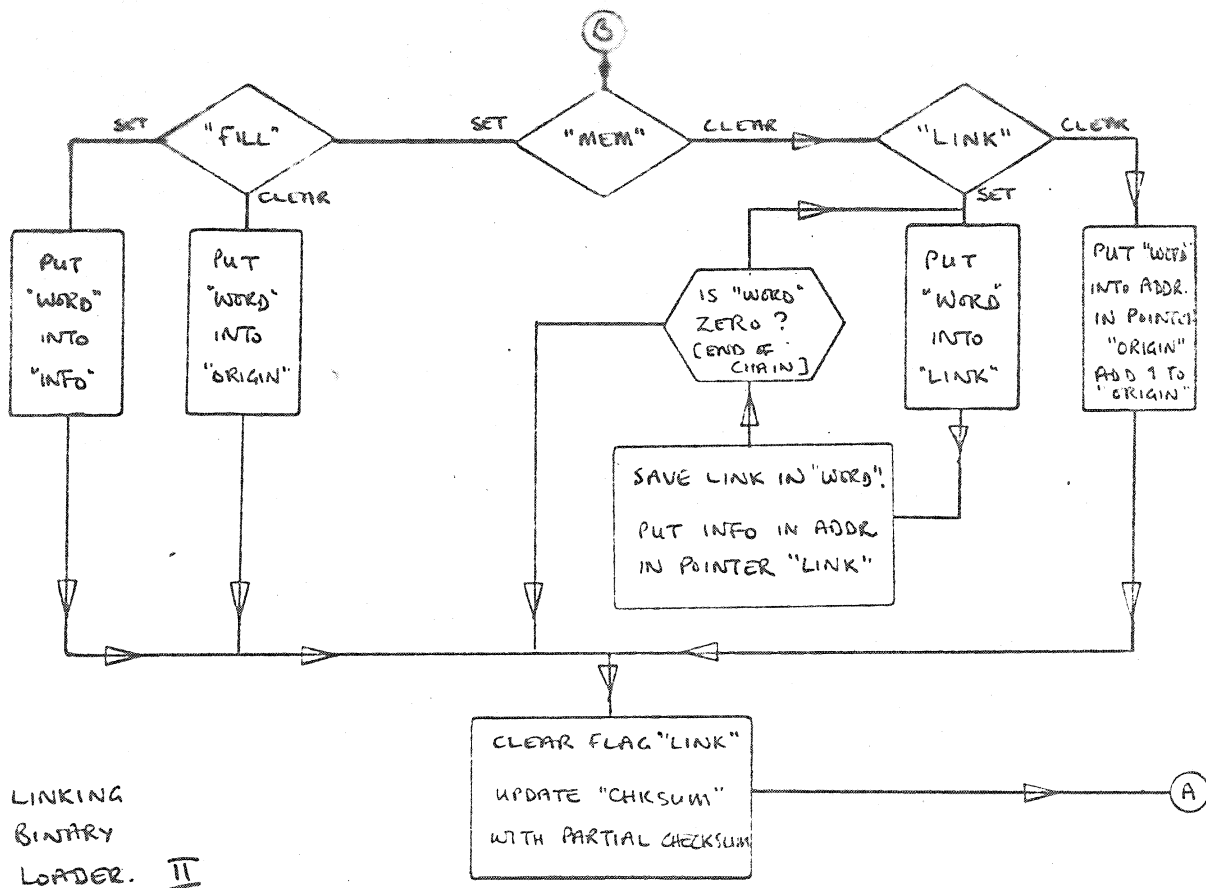 B
SET
"FILL"
SET
"MEM"
CLEAR
"LINK"
CLEAR
CLEAR
SET
PUT
"WORD"
INTO
"INFO"
PUT
"WORD"
INTO
"ORIGIN"
IS "WORD"
ZERO?
[END OF
CHAIN]
PUT
"WORD"
INTO
"LINK"
PUT "WORD"
INTO ADDR.
IN POINTER
"ORIGIN"
ADD 1 TO
"ORIGIN"
SAVE LINK IN "WORD".
PUT INFO IN ADDR
IN POINTER "LINK"
CLEAR FLAG "LINK"
UPDATE "CHKSUM"
WITH PARTIAL CHECKSUM
A
LINKING
BINARY
LOADER. II